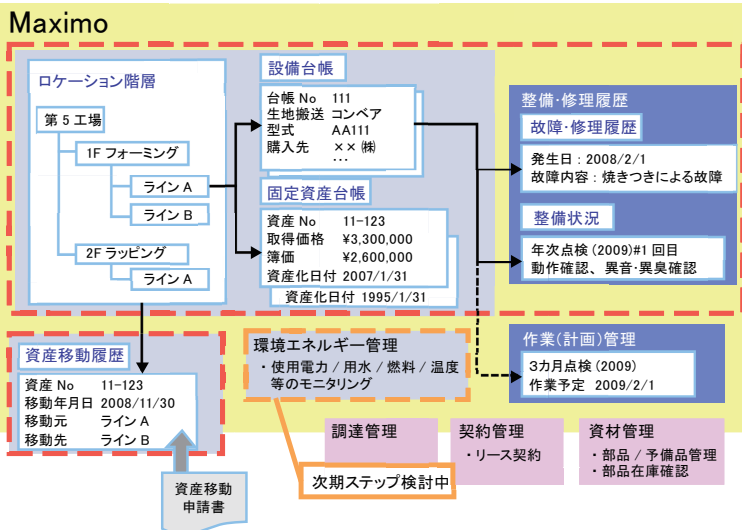 Maximo
ロケーション階層
第５工場
1F フォーミング
ライン A
ライン B
2F ラッピング
ライン A
設備台帳
台帳 No 111
生地搬送 コンベア
型式 AA111
購入先 ××㈱
…
固定資産台帳
資産 No 11-123
取得価格 ¥3,300,000
簿価 ¥2,600,000
資産化日付 2007/1/31
資産化日付 1995/1/31
整備・修理履歴
故障・修理履歴
発生日：2008/2/1
故障内容：焼きつきによる故障
整備状況
年次点検(2009)#1 回目
動作確認、異音・異臭確認
資産移動履歴
資産 No 11-123
移動年月日 2008/11/30
移動元 ライン A
移動先 ライン B
資産移動
申請書
環境エネルギー管理
・使用電力 / 用水 / 燃料 / 温度
等のモニタリング
作業(計画)管理
3カ月点検(2009)
作業予定 2009/2/1
調達管理
契約管理
・リース契約
資材管理
・部品 / 予備品管理
・部品在庫確認
次期ステップ検討中